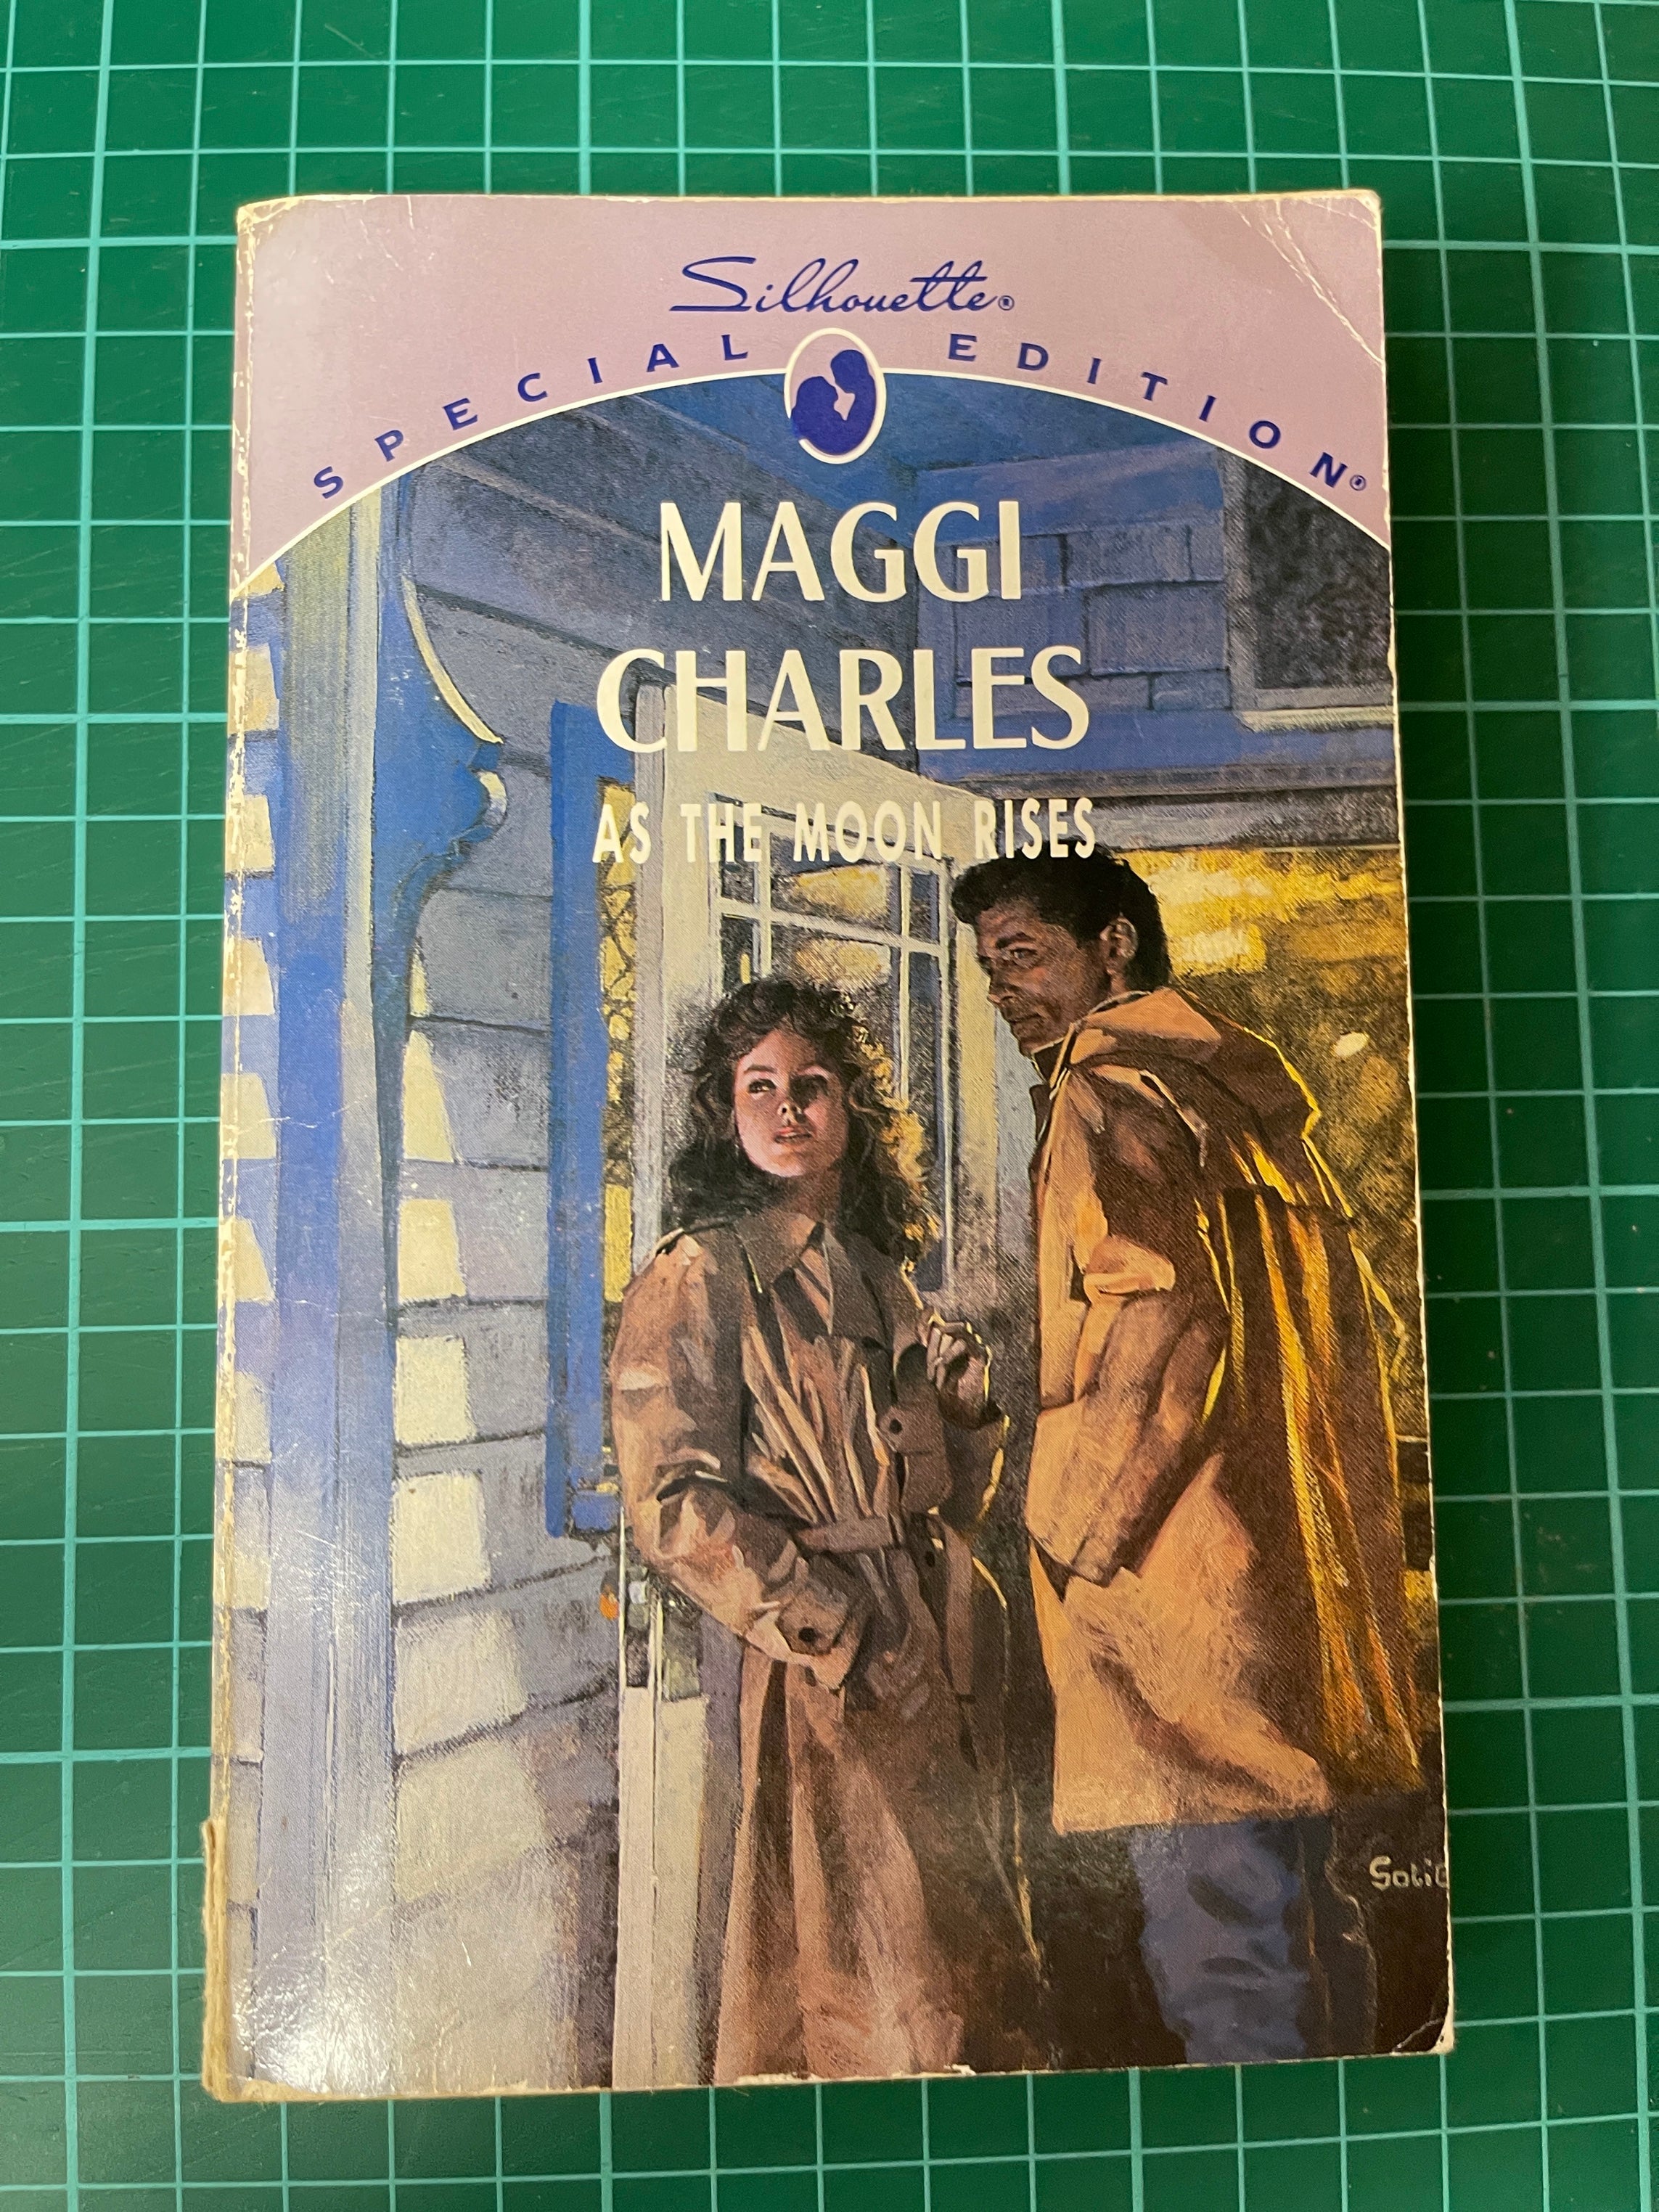 Silhouette®
SPECIAL EDITION®
MAGGI
CHARLES
AS THE MOON RISES